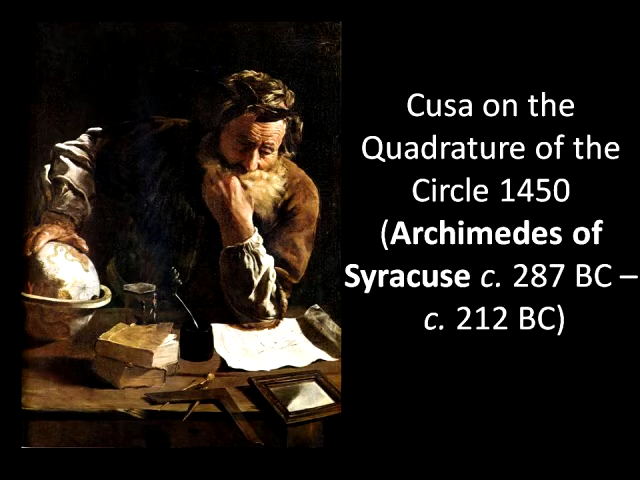 Cusa on the
Quadrature of the
Circle 1450
(Archimedes of
Syracuse c. 287 BC –
c. 212 BC)